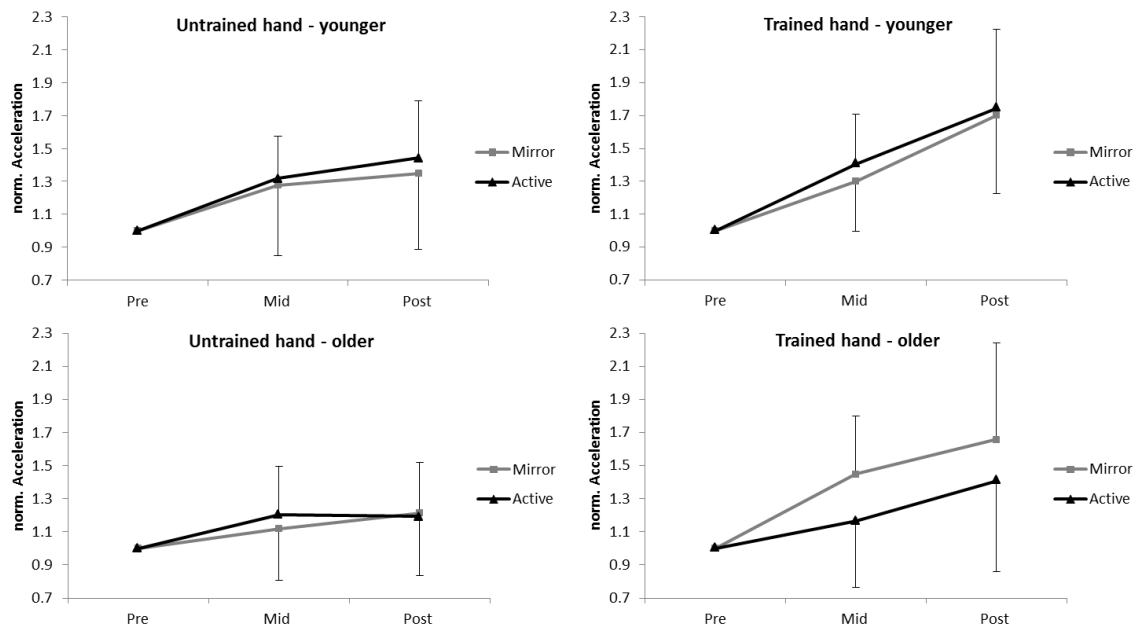 Untrained hand - younger
norm. Acceleration
2.3
2.1
1.9
1.7
1.5
1.3
1.1
0.9
0.7
Pre Mid Post
Mirror
Active
Trained hand - younger
norm. Acceleration
2.3
2.1
1.9
1.7
1.5
1.3
1.1
0.9
0.7
Pre Mid Post
Mirror
Active
Untrained hand - older
norm. Acceleration
2.3
2.1
1.9
1.7
1.5
1.3
1.1
0.9
0.7
Pre Mid Post
Mirror
Active
Trained hand - older
norm. Acceleration
2.3
2.1
1.9
1.7
1.5
1.3
1.1
0.9
0.7
Pre Mid Post
Mirror
Active